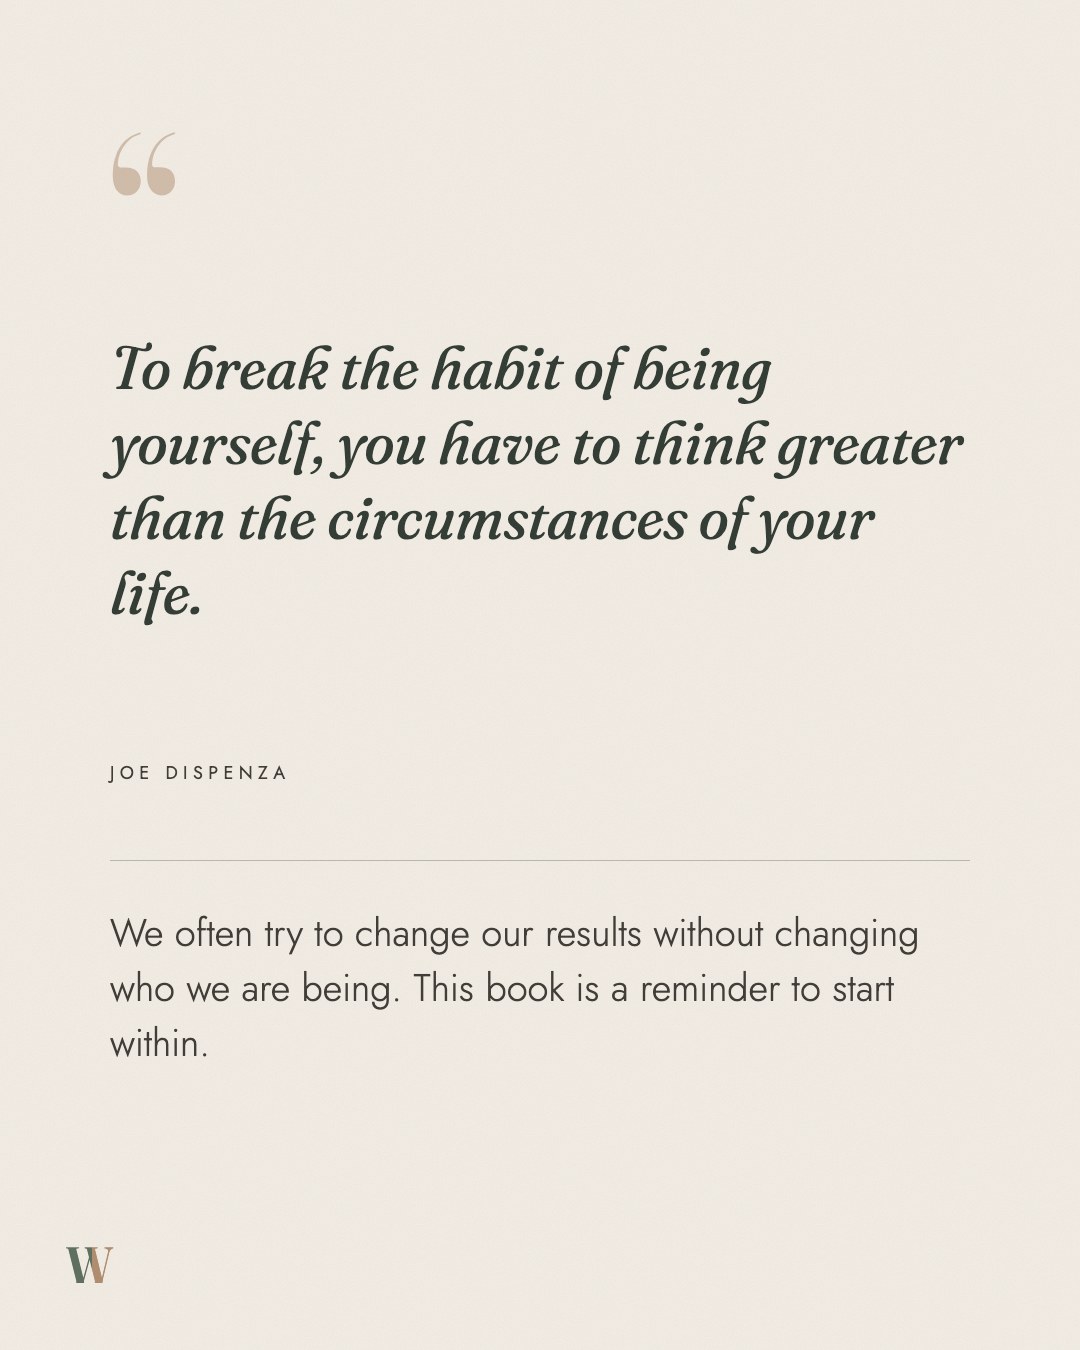 “
To break the habit of being
yourself, you have to think greater
than the circumstances of your
life.
JOE DISPENZA
We often try to change our results without changing
who we are being. This book is a reminder to start
within.
W